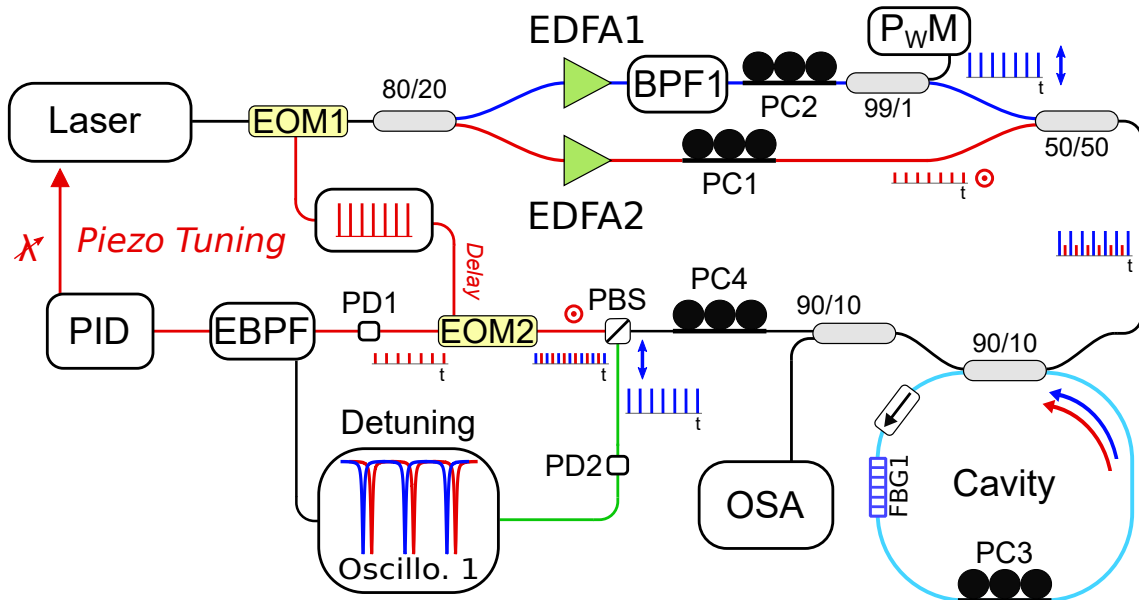 EDFA1
PWM
BPF1
t
80/20
PC2
99/1
Laser
EOM1
50/50
PC1
t
EDFA2
λ
Piezo Tuning
Delay
t
PC4
PBS
90/10
PD1
PID
EBPF
EOM2
90/10
t
t
t
Detuning
PD2
FBG1
Cavity
OSA
PC3
Oscillo. 1